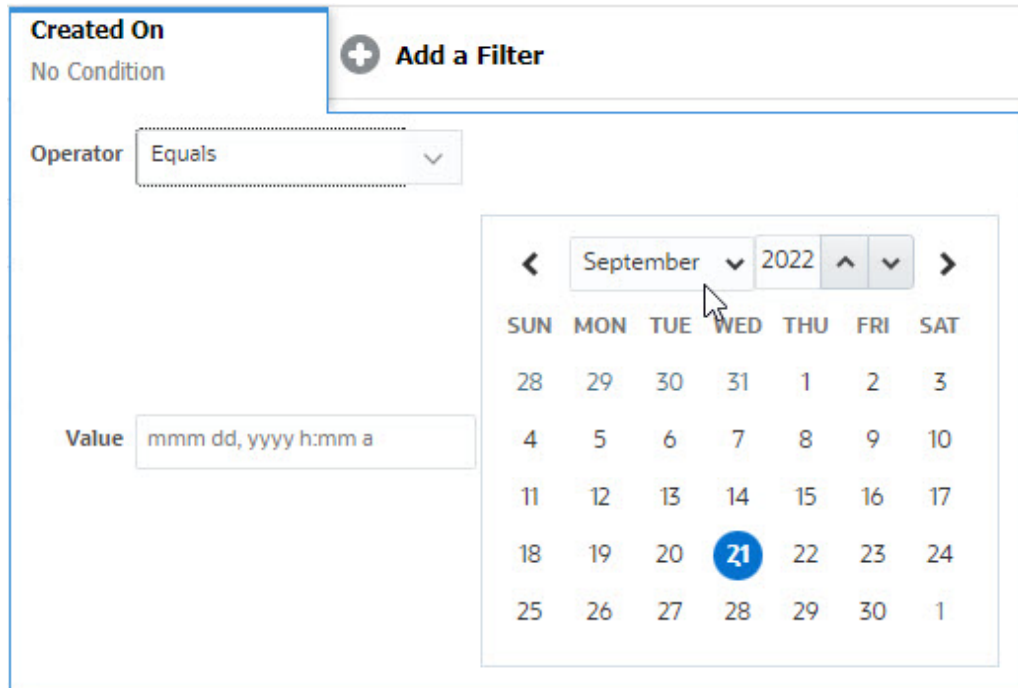 Created On
No Condition
Add a Filter
Operator Equals
September 2022
SUN MON TUE WED THU FRI SAT
28 29 30 31 1 2 3
Value mmm dd, yyyy h:mm a
4 5 6 7 8 9 10
11 12 13 14 15 16 17
18 19 20 21 22 23 24
25 26 27 28 29 30 1